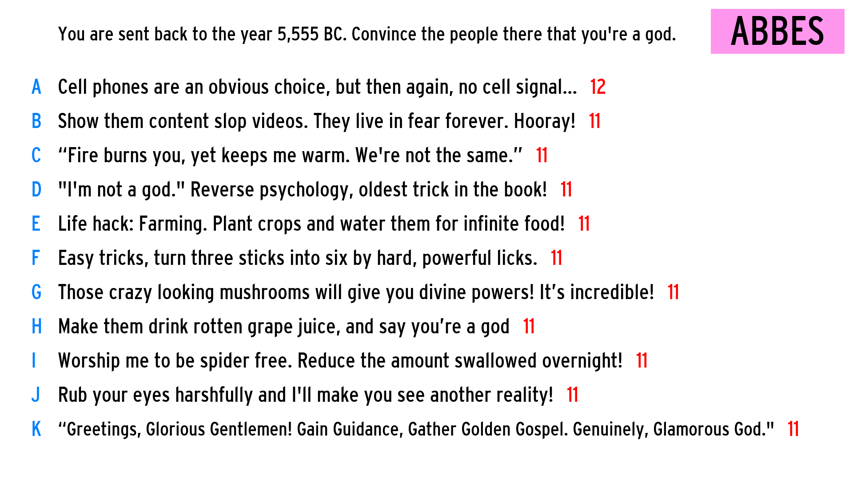 You are sent back to the year 5,555 BC. Convince the people there that you're a god.
ABBES
A Cell phones are an obvious choice, but then again, no cell signal... 12
B Show them content slop videos. They live in fear forever. Hooray! 11
C “Fire burns you, yet keeps me warm. We're not the same.” 11
D "I'm not a god." Reverse psychology, oldest trick in the book! 11
E Life hack: Farming. Plant crops and water them for infinite food! 11
F Easy tricks, turn three sticks into six by hard, powerful licks. 11
G Those crazy looking mushrooms will give you divine powers! It’s incredible! 11
H Make them drink rotten grape juice, and say you’re a god 11
I Worship me to be spider free. Reduce the amount swallowed overnight! 11
J Rub your eyes harshfully and I'll make you see another reality! 11
K “Greetings, Glorious Gentlemen! Gain Guidance, Gather Golden Gospel. Genuinely, Glamorous God." 11